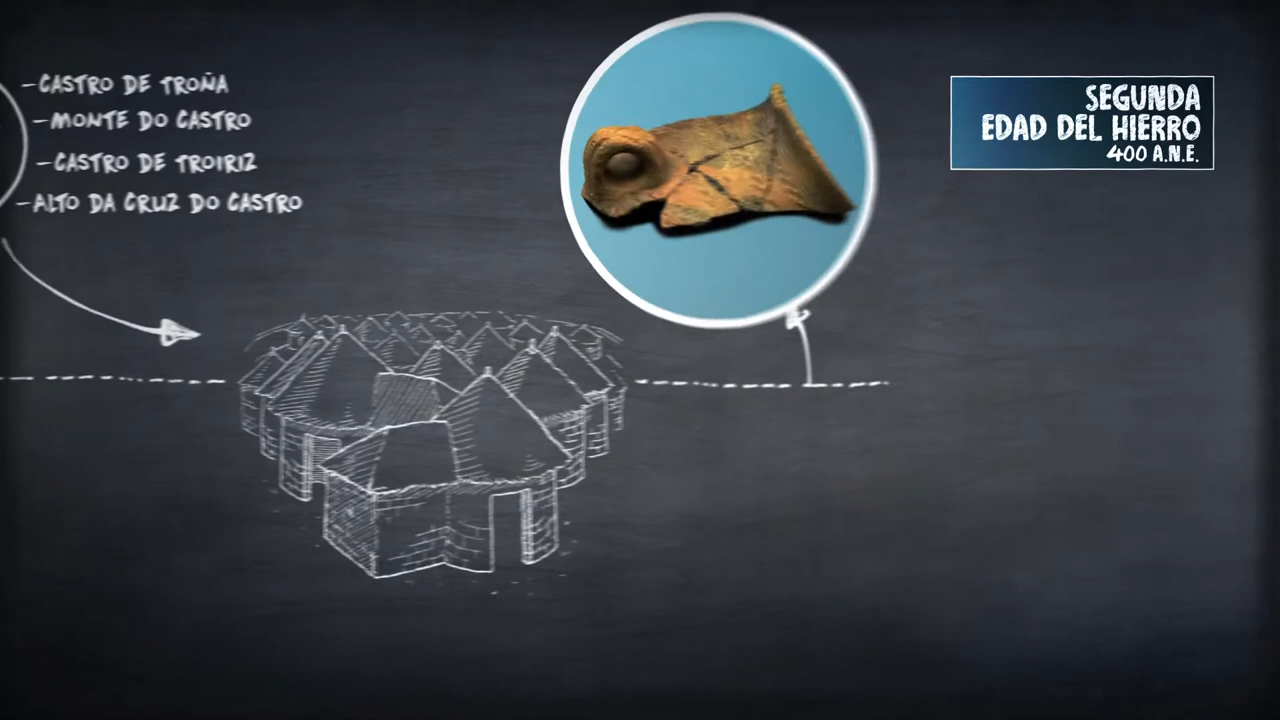 -CASTRO DE TROÑA
-MONTE DO CASTRO
-CASTRO DE TROIRIZ
-ALTO DA CRUZ DO CASTRO
SEGUNDA
EDAD DEL HIERRO
400 A.N.E.